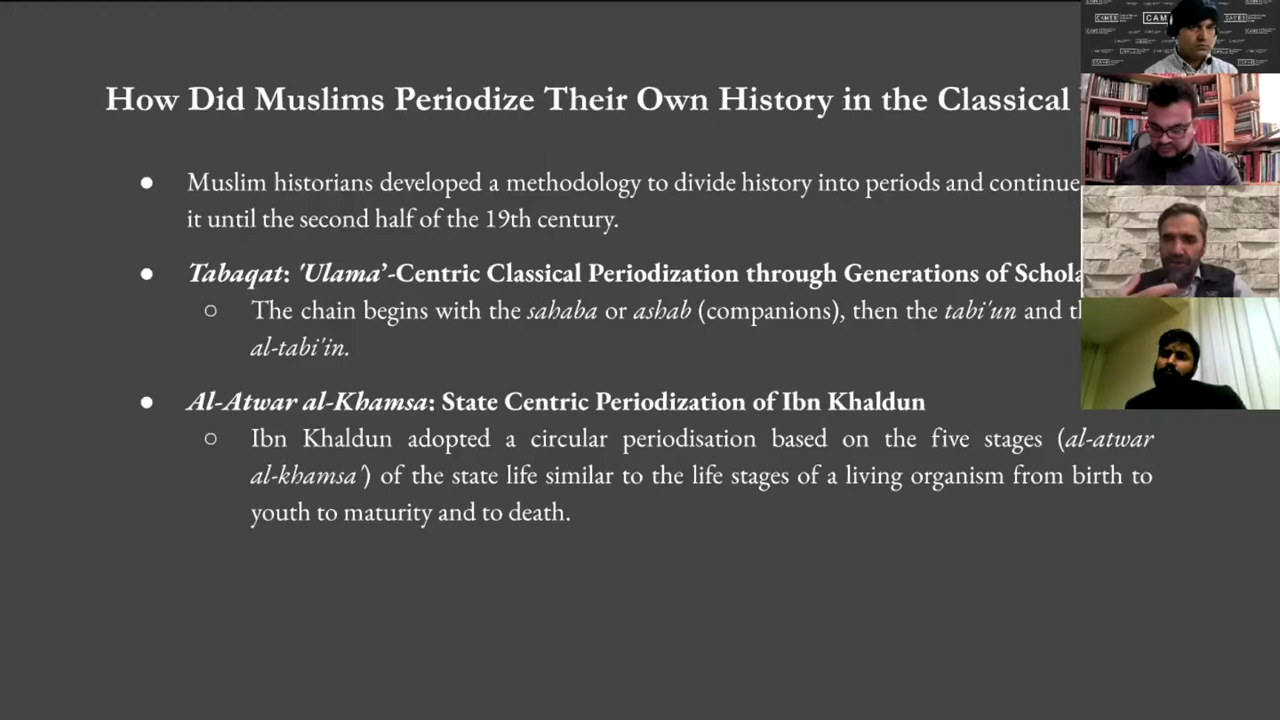 How Did Muslims Periodize Their Own History in the Classical
● Muslim historians developed a methodology to divide history into periods and continue
it until the second half of the 19th century.
● Tabaqat: 'Ulama’-Centric Classical Periodization through Generations of
○ The chain begins with the sahaba or ashab (companions), then the tabi'un and
al-tabi'in.
● Al-Atwar al-Khamsa: State Centric Periodization of Ibn Khaldun
○ Ibn Khaldun adopted a circular periodisation based on the five stages (al-atwar
al-khamsa') of the state life similar to the life stages of a living organism from birth to
youth to maturity and to death.